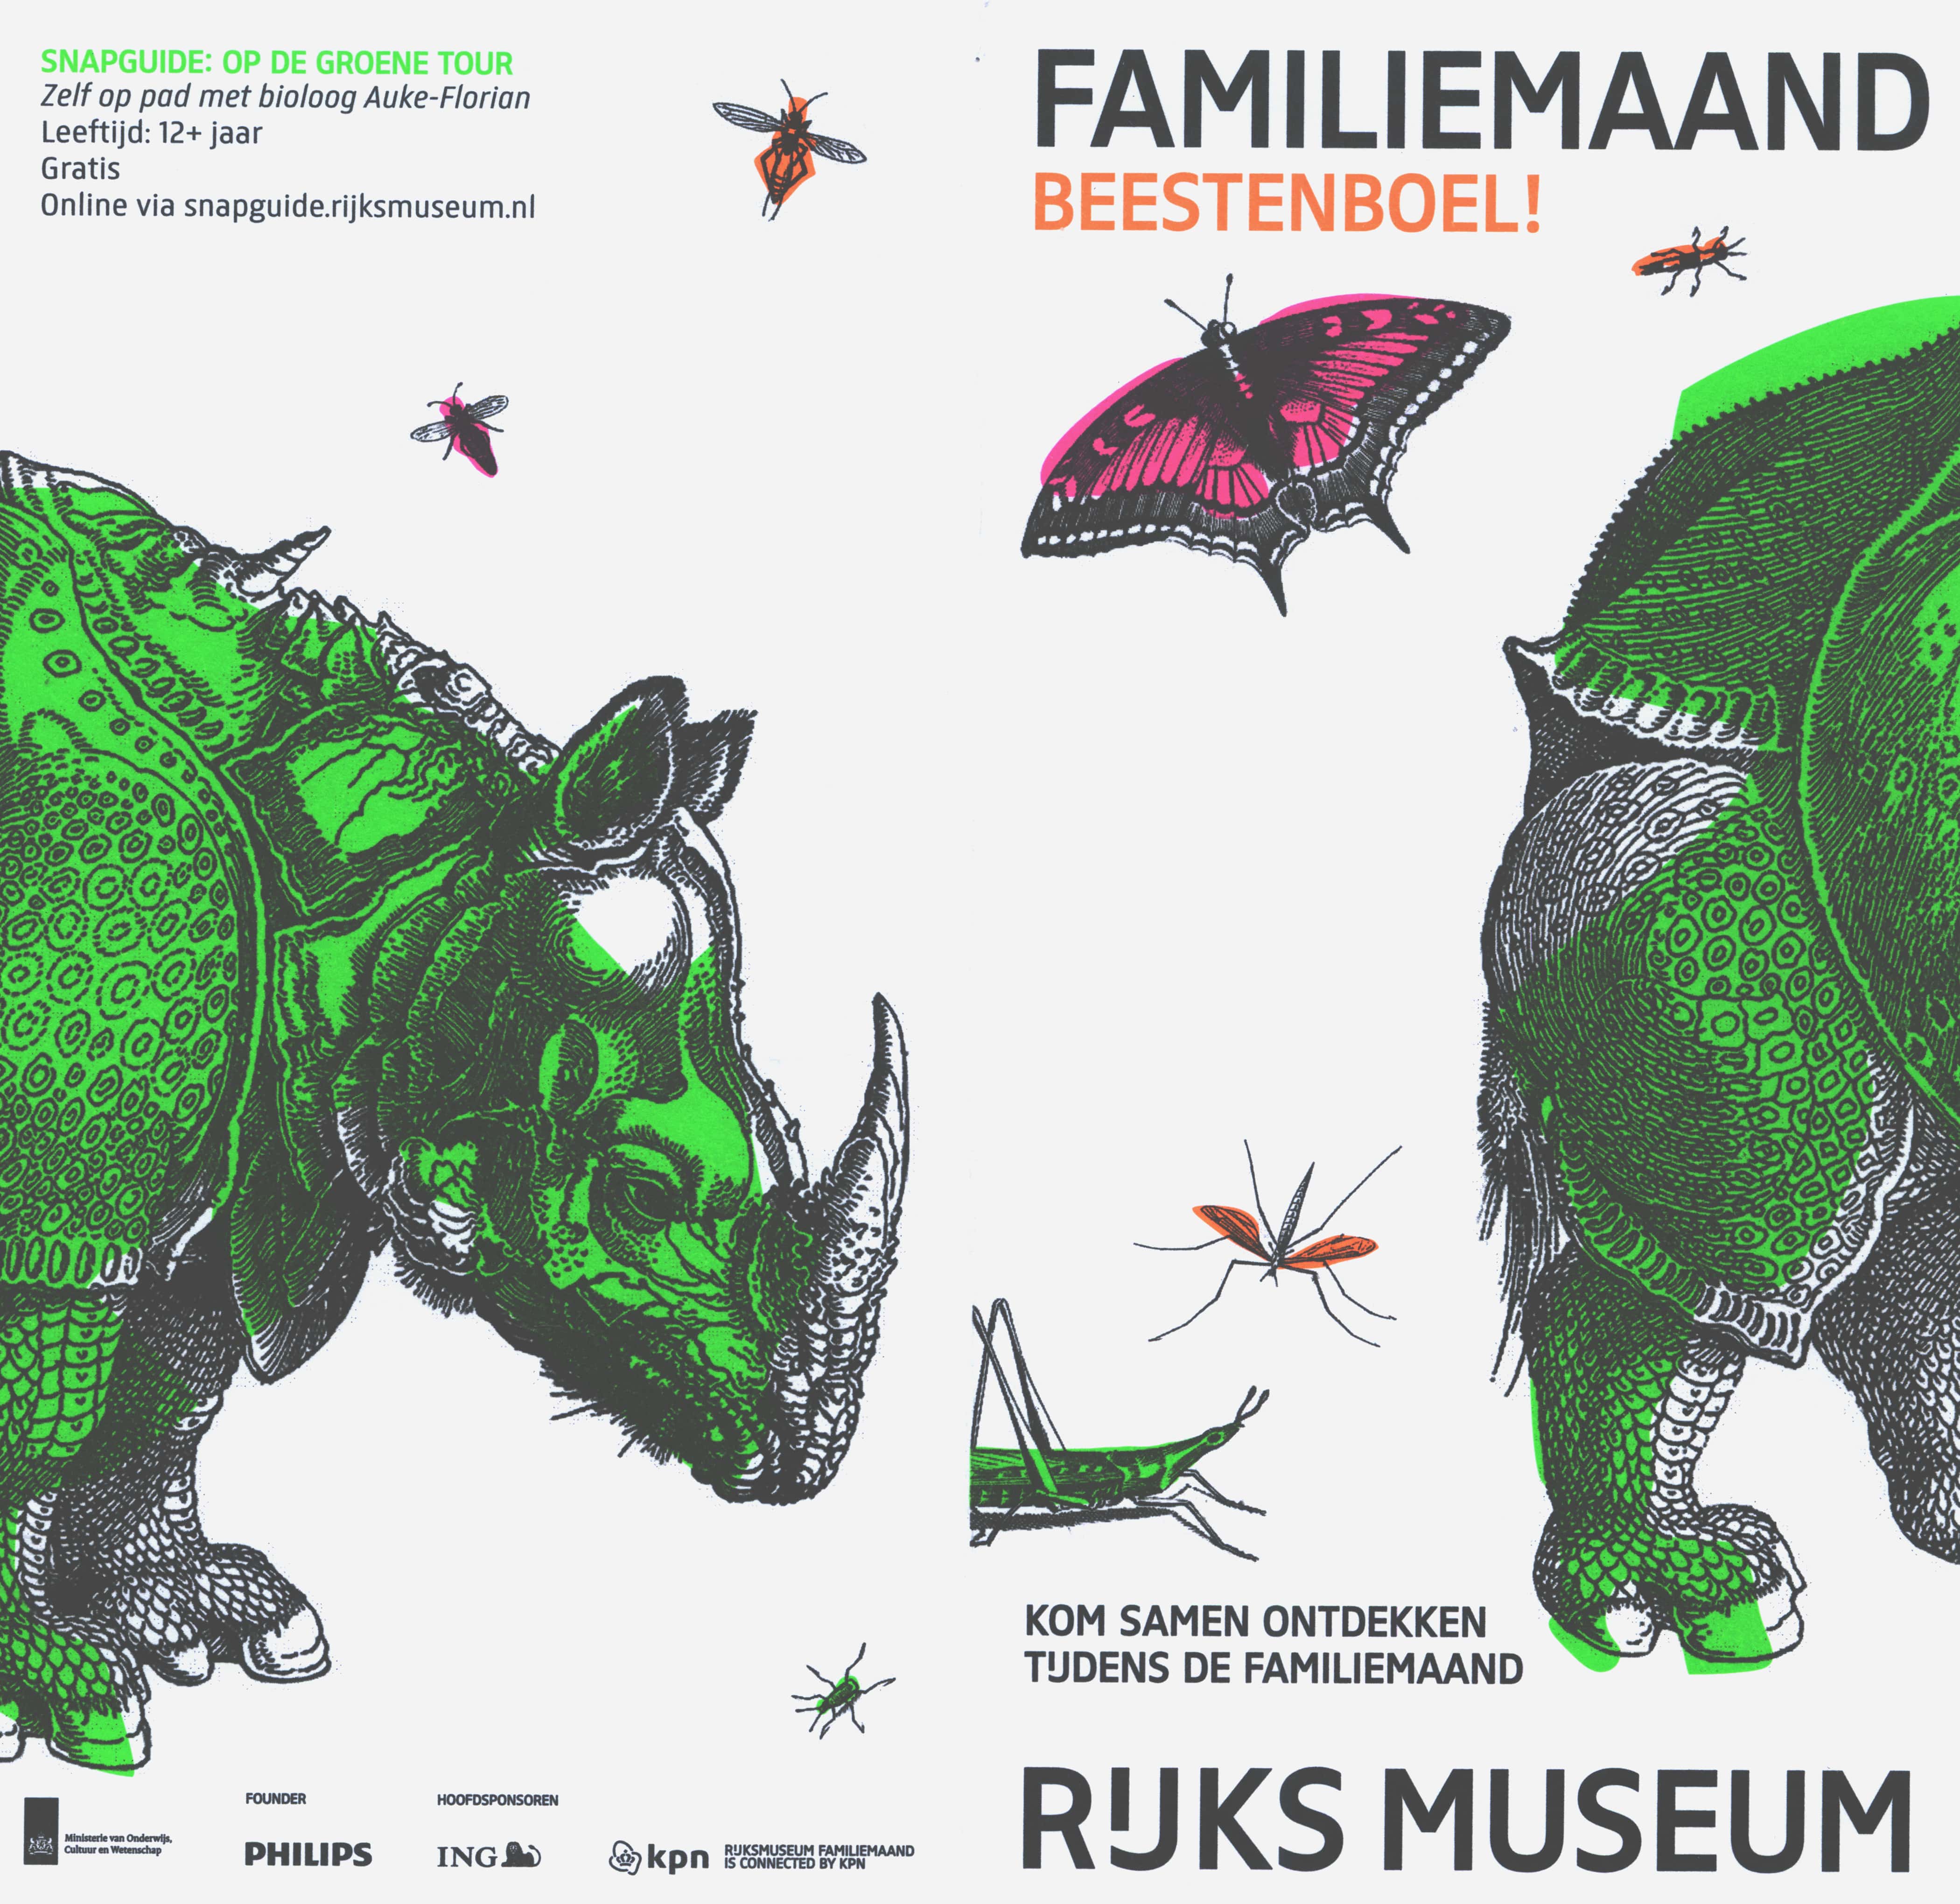 SNAPGUIDE: OP DE GROENE TOUR
Zelf op pad met bioloog Auke-Florian
Leeftijd: 12+ jaar
Gratis
Online via snapguide.rijksmuseum.nl
FOUNDER
HOOFDSPONSOREN
Ministerie van Onderwijs,
Cultuur en Wetenschap
PHILIPS
ING
kpn
RIJKSMUSEUM FAMILIEMAAND
IS CONNECTED BY KPN
FAMILIEMAAND
BEESTENBOEL!
KOM SAMEN ONTDEKKEN
TIJDENS DE FAMILIEMAAND
RIJKS MUSEUM